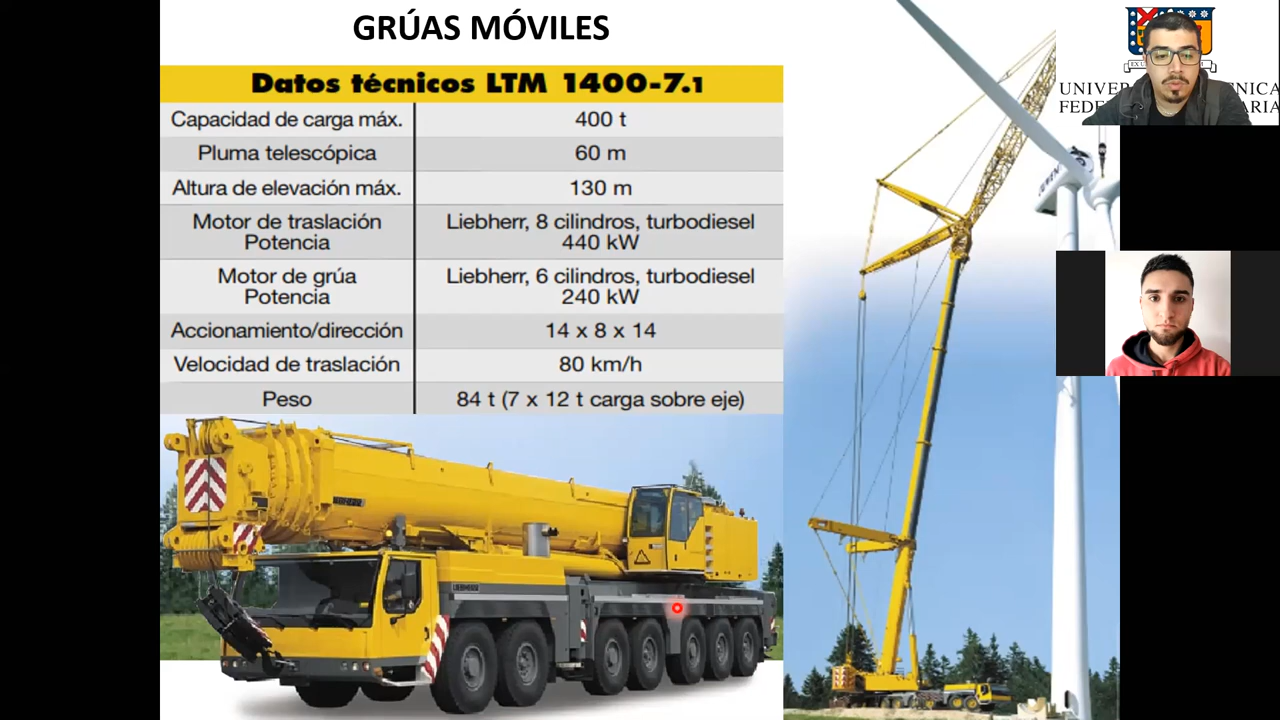 GRÚAS MÓVILES
Datos técnicos LTM 1400-7.1
Capacidad de carga máx. 400 t
Pluma telescópica 60 m
Altura de elevación máx. 130 m
Motor de traslación Liebherr, 8 cilindros, turbodiesel
Potencia 440 kW
Motor de grúa Liebherr, 6 cilindros, turbodiesel
Potencia 240 kW
Accionamiento/dirección 14 x 8 x 14
Velocidad de traslación 80 km/h
Peso 84 t (7 x 12 t carga sobre eje)
LIEBHERR
LIEBHERR